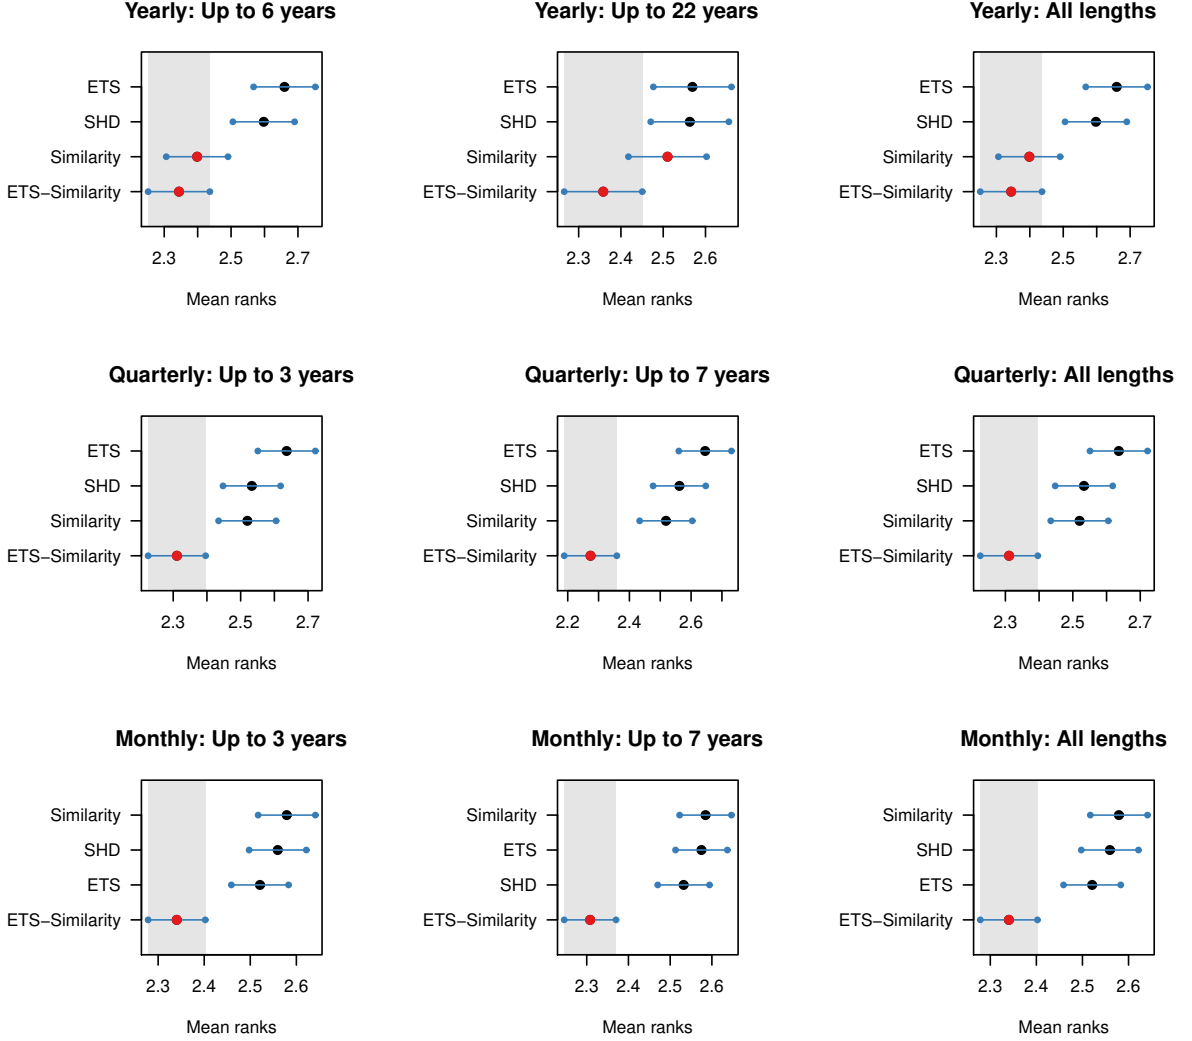 Yearly: Up to 6 years
ETS
SHD
Similarity
ETS−Similarity
2.3 2.5 2.7
Mean ranks
Yearly: Up to 22 years
ETS
SHD
Similarity
ETS−Similarity
2.3 2.4 2.5 2.6
Mean ranks
Yearly: All lengths
ETS
SHD
Similarity
ETS−Similarity
2.3 2.5 2.7
Mean ranks
Quarterly: Up to 3 years
ETS
SHD
Similarity
ETS−Similarity
2.3 2.5 2.7
Mean ranks
Quarterly: Up to 7 years
ETS
SHD
Similarity
ETS−Similarity
2.2 2.4 2.6
Mean ranks
Quarterly: All lengths
ETS
SHD
Similarity
ETS−Similarity
2.3 2.5 2.7
Mean ranks
Monthly: Up to 3 years
Similarity
SHD
ETS
ETS−Similarity
2.3 2.4 2.5 2.6
Mean ranks
Monthly: Up to 7 years
Similarity
ETS
SHD
ETS−Similarity
2.3 2.4 2.5 2.6
Mean ranks
Monthly: All lengths
Similarity
SHD
ETS
ETS−Similarity
2.3 2.4 2.5 2.6
Mean ranks